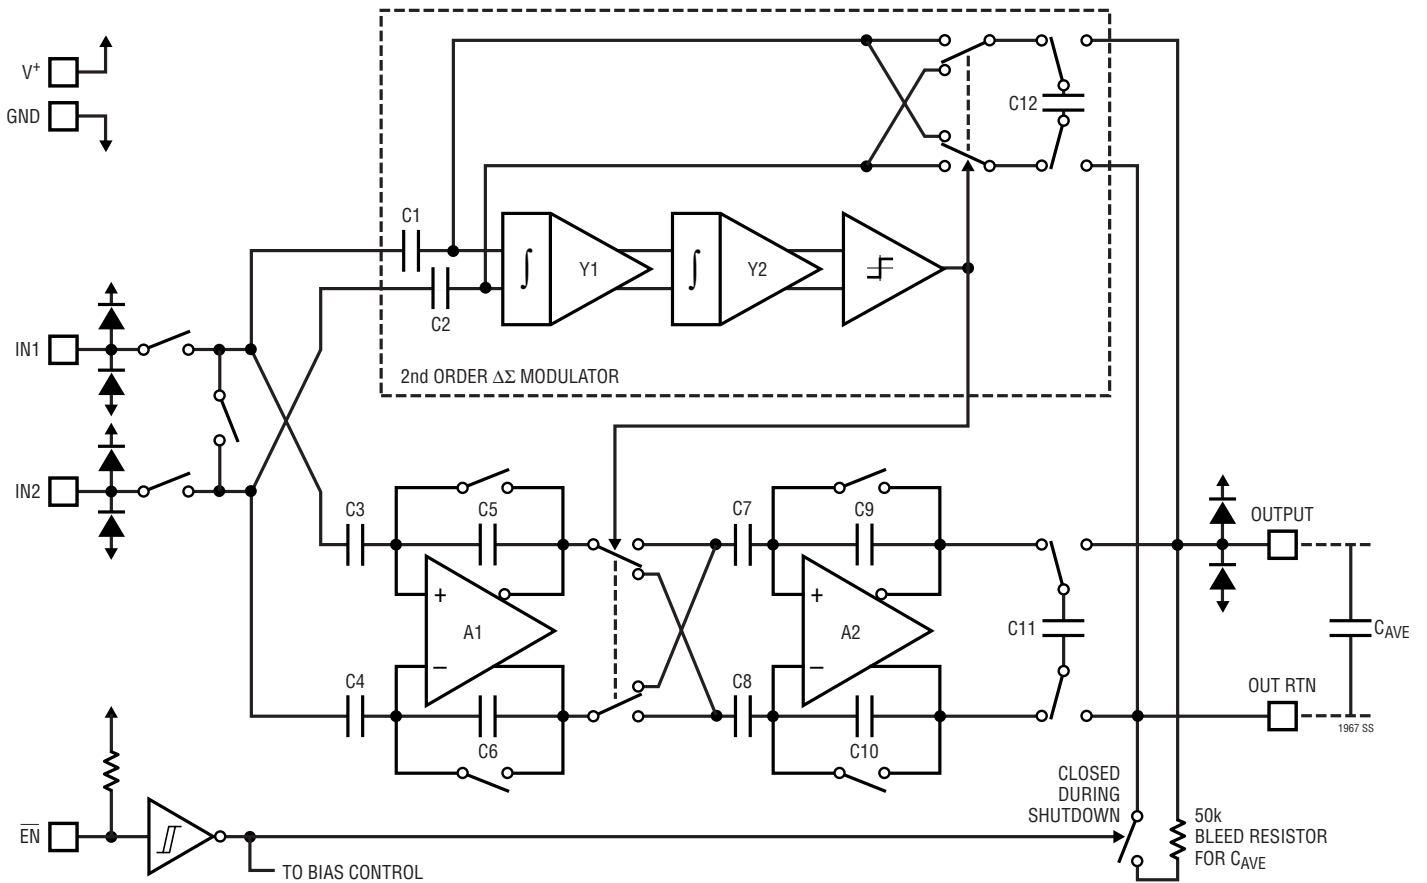 V+
GND
C12
C1
C2
Y1
Y2
∫
∫
2nd ORDER ΔΣ MODULATOR
IN1
IN2
C3
C5
C7
C9
OUTPUT
+
+
A1
A2
C11
CAVE
−
−
C4
C8
OUT RTN
C6
C10
1967 SS
CLOSED
DURING
SHUTDOWN
50k
BLEED RESISTOR
FOR CAVE
E̅N̅
TO BIAS CONTROL